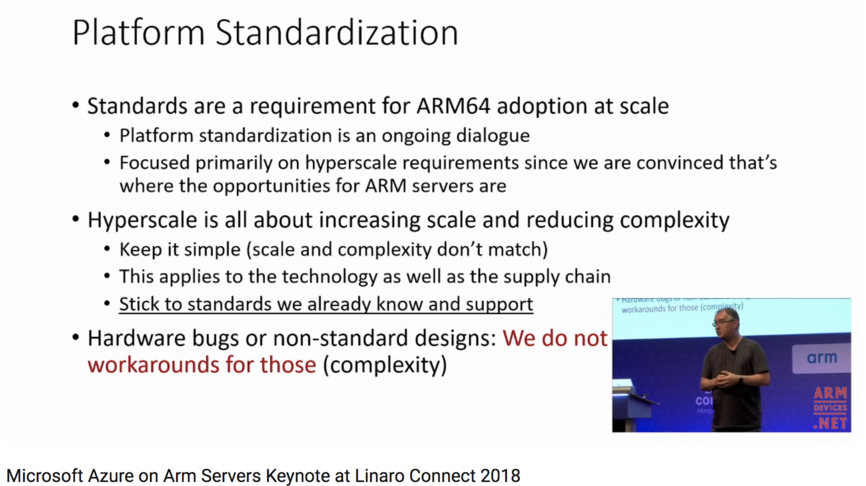 Platform Standardization
• Standards are a requirement for ARM64 adoption at scale
• Platform standardization is an ongoing dialogue
• Focused primarily on hyperscale requirements since we are convinced that's
where the opportunities for ARM servers are
• Hyperscale is all about increasing scale and reducing complexity
• Keep it simple (scale and complexity don't match)
• This applies to the technology as well as the supply chain
• Stick to standards we already know and support
• Hardware bugs or non-standard designs: We do not
workarounds for those (complexity)
• Hardware bugs or non-standard
workarounds for those (complexity)
arm
ARM
DEVICES
.NET
Microsoft Azure on Arm Servers Keynote at Linaro Connect 2018